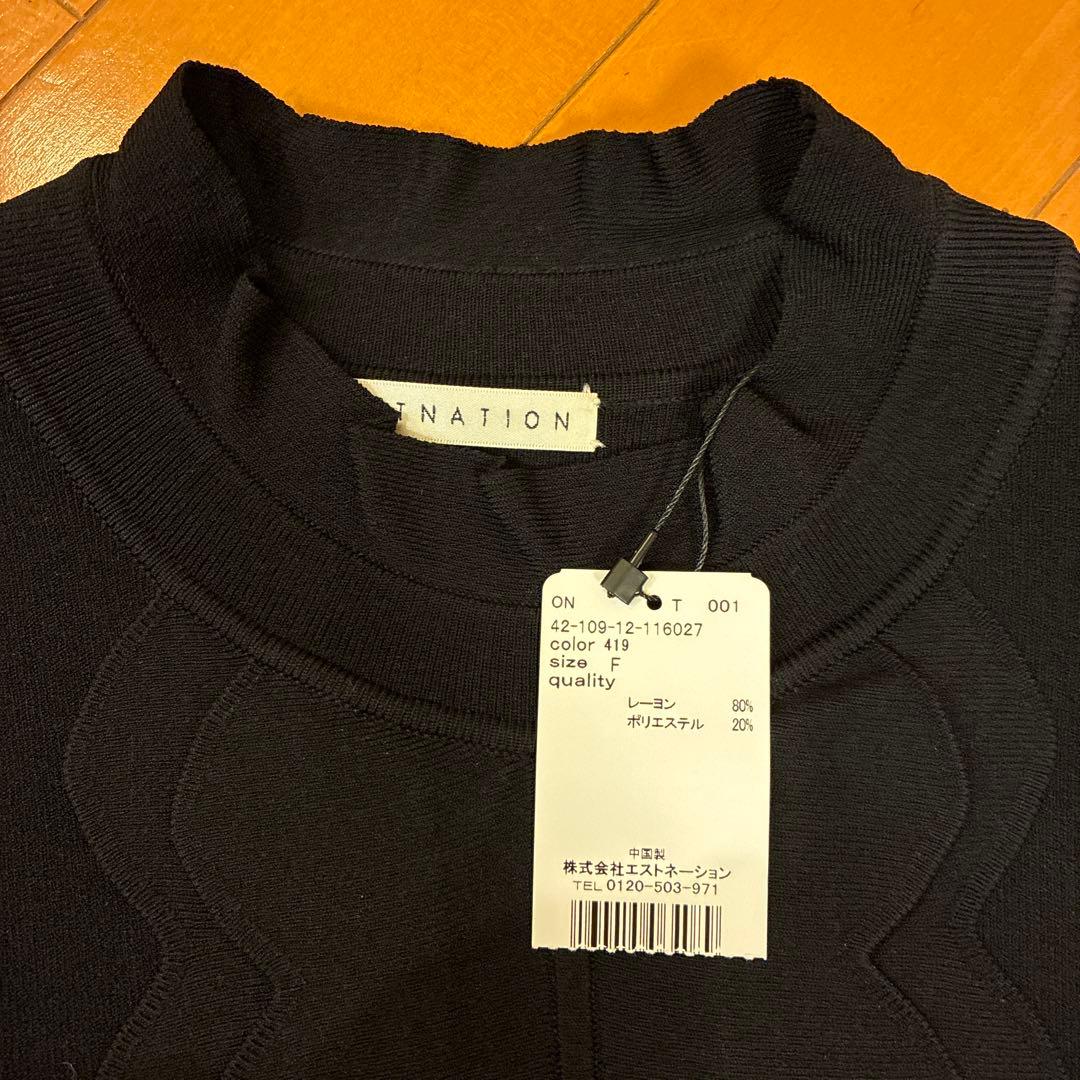 TNATION
ON T 001
42-109-12-116027
color 419
size F
quality
レーヨン 80%
ポリエステル 20%
中国製
株式会社エストネーション
TEL 0120-503-971